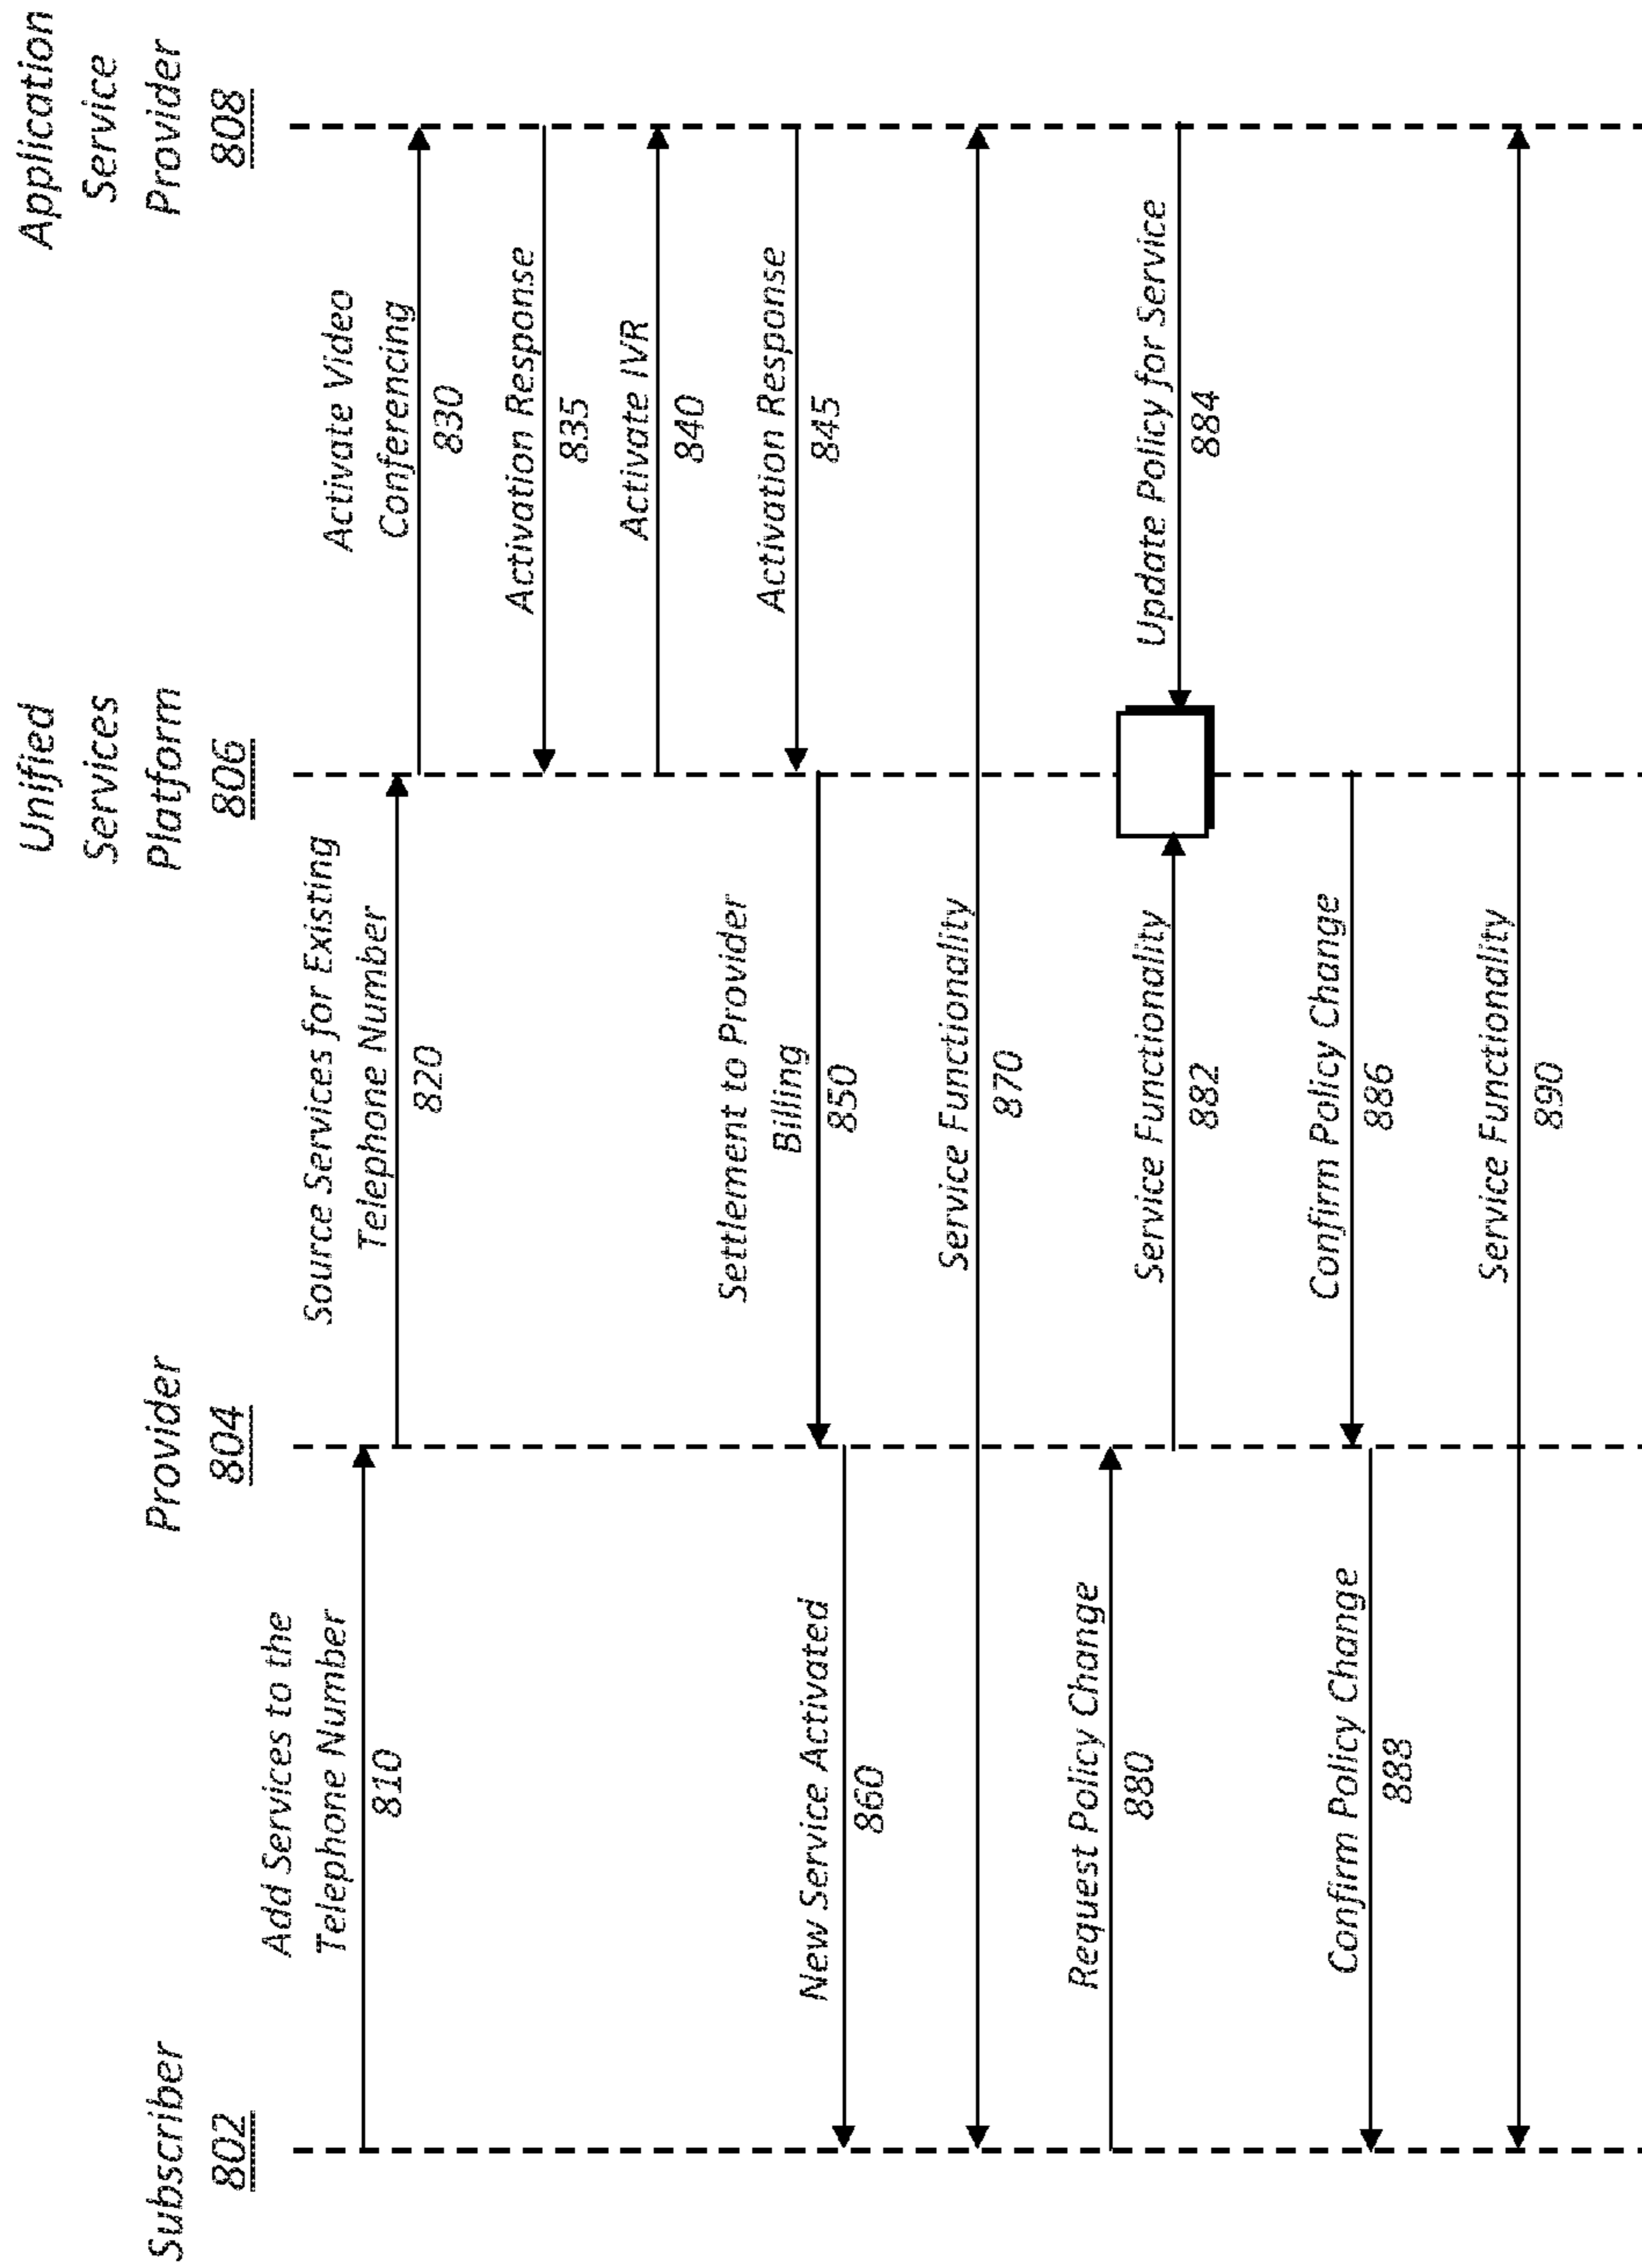 Subscriber
802
Provider
804
Unified
Services
Platform
806
Application
Service
Provider
808
Add Services to the
Telephone Number
810
Source Services for Existing
Telephone Number
820
Activate Video
Conferencing
830
Activation Response
835
Activate IVR
840
Activation Response
845
Settlement to Provider
Billing
850
New Service Activated
860
Service Functionality
870
Request Policy Change
880
Service Functionality
882
Update Policy for Service
884
Confirm Policy Change
886
Confirm Policy Change
888
Service Functionality
890